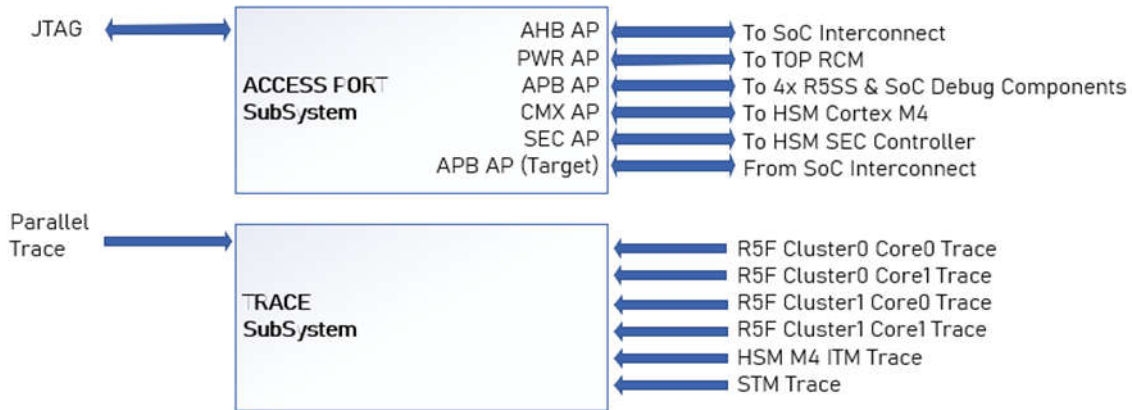 JTAG
ACCESS PORT
SubSystem
AHB AP
PWR AP
APB AP
CMX AP
SEC AP
APB AP (Target)
To SoC Interconnect
To TOP RCM
To 4x R5SS & SoC Debug Components
To HSM Cortex M4
To HSM SEC Controller
From SoC Interconnect
Parallel
Trace
TRACE
SubSystem
R5F Cluster0 Core0 Trace
R5F Cluster0 Core1 Trace
R5F Cluster1 Core0 Trace
R5F Cluster1 Core1 Trace
HSM M4 ITM Trace
STM Trace